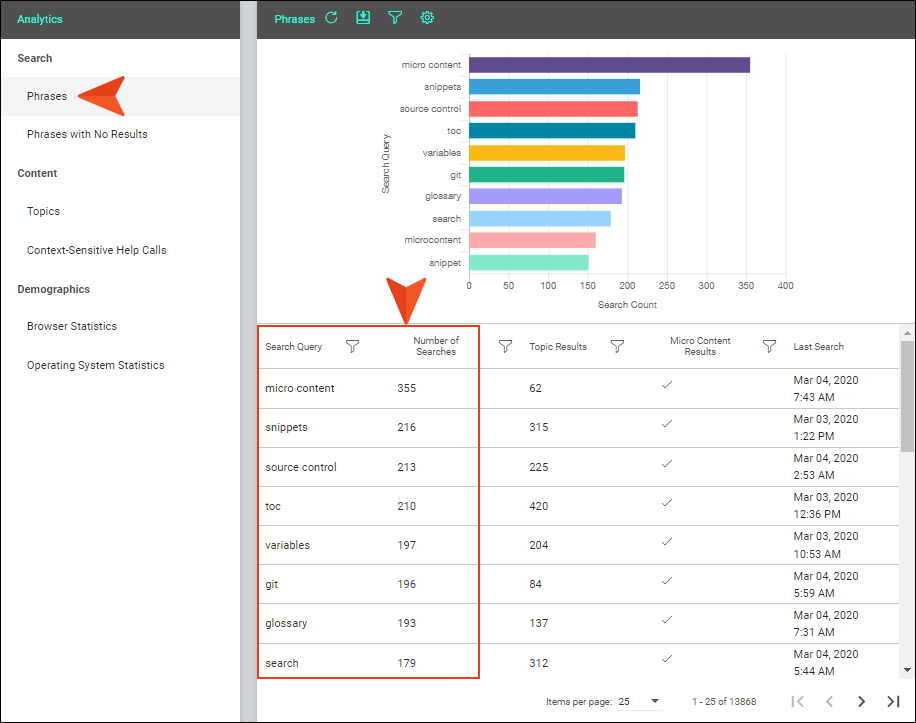 Analytics
Search
Phrases
Phrases with No Results
Content
Topics
Context-Sensitive Help Calls
Demographics
Browser Statistics
Operating System Statistics
Phrases
Search Query
micro content
snippets
source control
toc
variables
git
glossary
search
microcontent
snippet
0 50 100 150 200 250 300 350 400
Search Count
Search Query
Number of
Searches
Topic Results
Micro Content
Results
Last Search
micro content 355 62 Mar 04, 2020
7:43 AM
snippets 216 315 Mar 03, 2020
1:22 PM
source control 213 225 Mar 04, 2020
2:53 AM
toc 210 420 Mar 03, 2020
12:36 PM
variables 197 204 Mar 03, 2020
10:53 AM
git 196 84 Mar 04, 2020
5:59 AM
glossary 193 137 Mar 04, 2020
7:31 AM
search 179 312 Mar 04, 2020
5:44 AM
Items per page: 25 1 - 25 of 13868